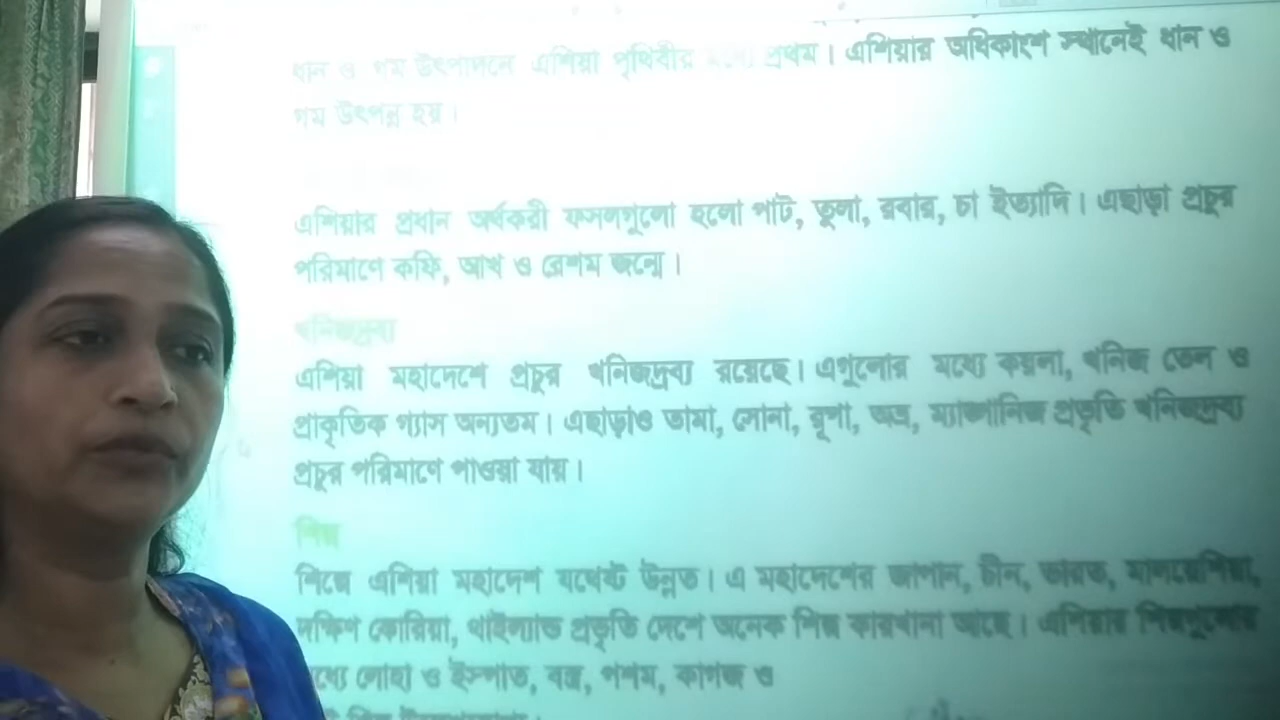 ধান ও গম উৎপাদনে এশিয়া পৃথিবীর মধ্যে প্রথম। এশিয়ার অধিকাংশ স্থানেই ধান ও
গম উৎপন্ন হয়।
এশিয়ার প্রধান অর্থকরী ফসলগুলো হলো পাট, তুলা, রবার, চা ইত্যাদি। এছাড়া প্রচুর
পরিমাণে কফি, আখ ও রেশম জন্মে।
খনিজদ্রব্য
এশিয়া মহাদেশে প্রচুর খনিজদ্রব্য রয়েছে। এগুলোর মধ্যে কয়লা, খনিজ তেল ও
প্রাকৃতিক গ্যাস অন্যতম। এছাড়াও তামা, সোনা, রূপা, অভ্র, ম্যাঙ্গানিজ প্রভৃতি খনিজদ্রব্য
প্রচুর পরিমাণে পাওয়া যায়।
শিল্প
শিল্পে এশিয়া মহাদেশ যথেষ্ট উন্নত। এ মহাদেশের জাপান, চীন, ভারত, মালয়েশিয়া,
দক্ষিণ কোরিয়া, থাইল্যান্ড প্রভৃতি দেশে অনেক শিল্প কারখানা আছে। এশিয়ার শিল্পগুলোর
মধ্যে লোহা ও ইস্পাত, বস্ত্র, পশম, কাগজ ও